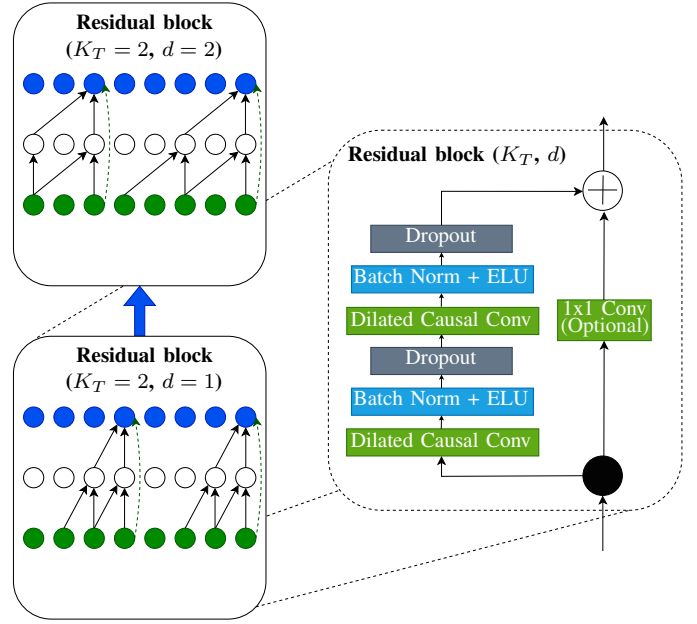 Residual block
(K_T = 2, d = 2)
Residual block
(K_T = 2, d = 1)
Residual block (K_T, d)
Dropout
Batch Norm + ELU
Dilated Causal Conv
Dropout
Batch Norm + ELU
Dilated Causal Conv
1x1 Conv
(Optional)